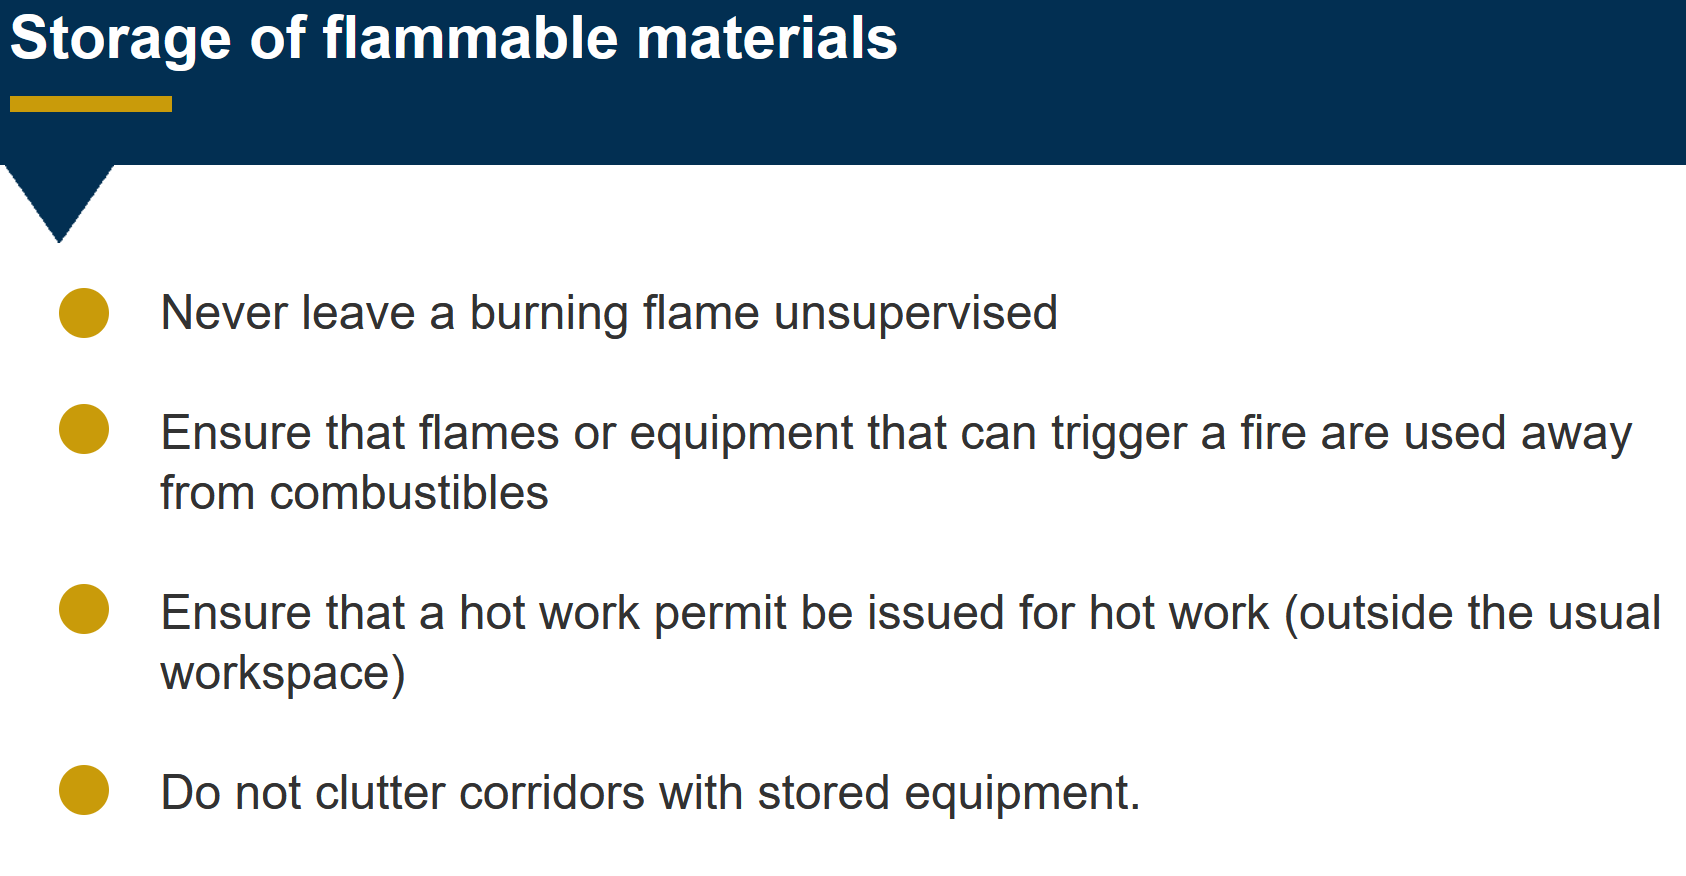 Storage of flammable materials
Never leave a burning flame unsupervised
Ensure that flames or equipment that can trigger a fire are used away
from combustibles
Ensure that a hot work permit be issued for hot work (outside the usual
workspace)
Do not clutter corridors with stored equipment.